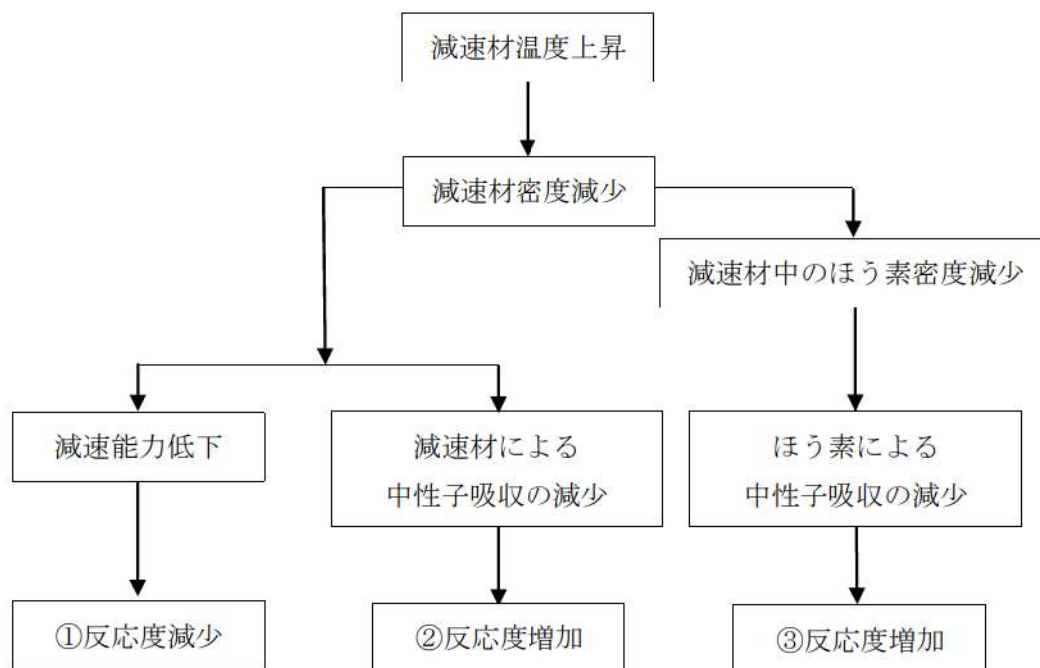 減速材温度上昇
減速材密度減少
減速材中のほう素密度減少
減速能力低下
減速材による
中性子吸収の減少
ほう素による
中性子吸収の減少
①反応度減少
②反応度増加
③反応度増加